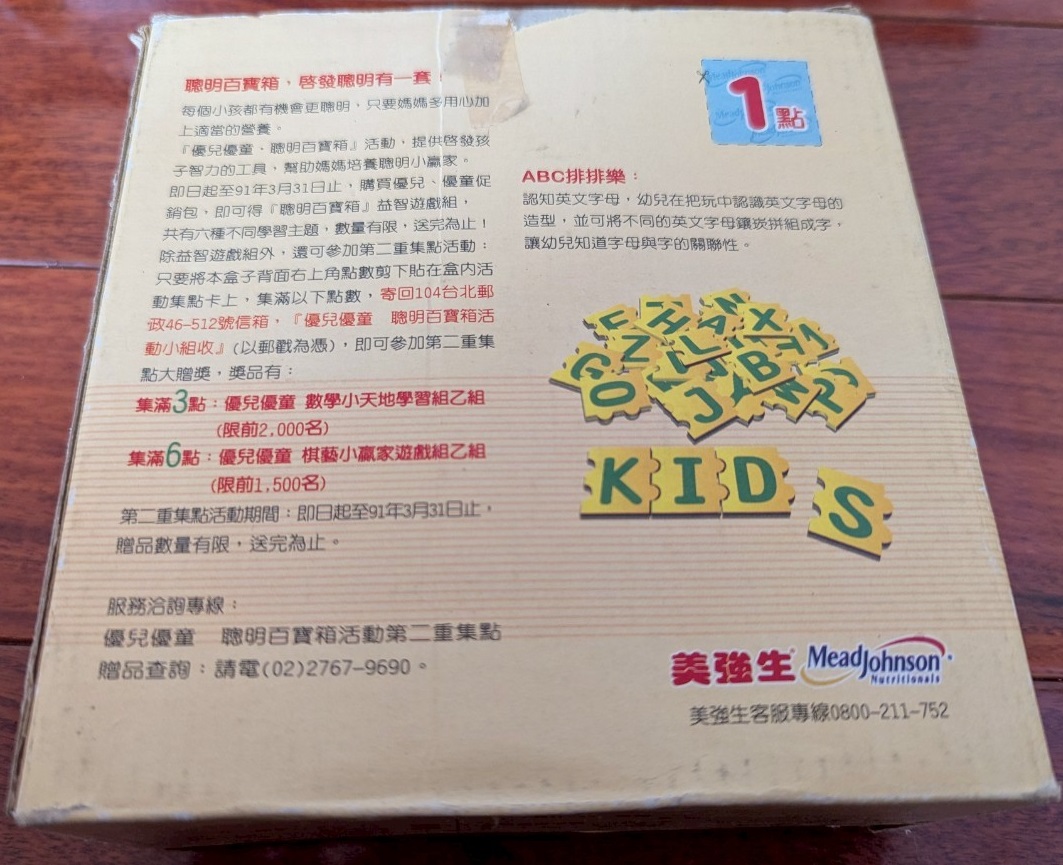 聰明百寶箱、啓發聰明有一套！
每個小孩都有機會更聰明，只要媽媽多用心加
上適當的營養。
『優兒優童・聰明百寶箱』活動，提供啓發孩
子智力的工具、幫助媽媽培養聰明小贏家。
即日起至91年3月31日止，購買優兒、優童促
銷包，即可得『聰明百寶箱』益智遊戲組，
共有六種不同學習主題，數量有限，送完為止！
除益智遊戲組外，還可參加第二重集點活動：
只要將本盒子背面右上角點數剪下貼在盒內活
動集點卡上，集滿以下點數，寄回104台北郵
政46-512號信箱，『優兒優童 聰明百寶箱活
動小組收』(以郵戳為憑)，即可參加第二重集
點大贈獎，獎品有：
集滿3點：優兒優童 數學小天地學習組乙組
(限前2,000名)
集滿6點：優兒優童 棋藝小贏家遊戲組乙組
(限前1,500名)
第二重集點活動期間：即日起至91年3月31日止，
贈品數量有限，送完為止。
服務洽詢專線：
優兒優童 聰明百寶箱活動第二重集點
贈品查詢：請電(02)2767-9690。
1點
ABC排排樂：
認知英文字母，幼兒在把玩中認識英文字母的
造型，並可將不同的英文字母鑲崁拼組成字，
讓幼兒知道字母與字的關聯性。
H A N X
N L B
O J
K I D S
美強生 MeadJohnson
Nutritionals
美強生客服專線0800-211-752